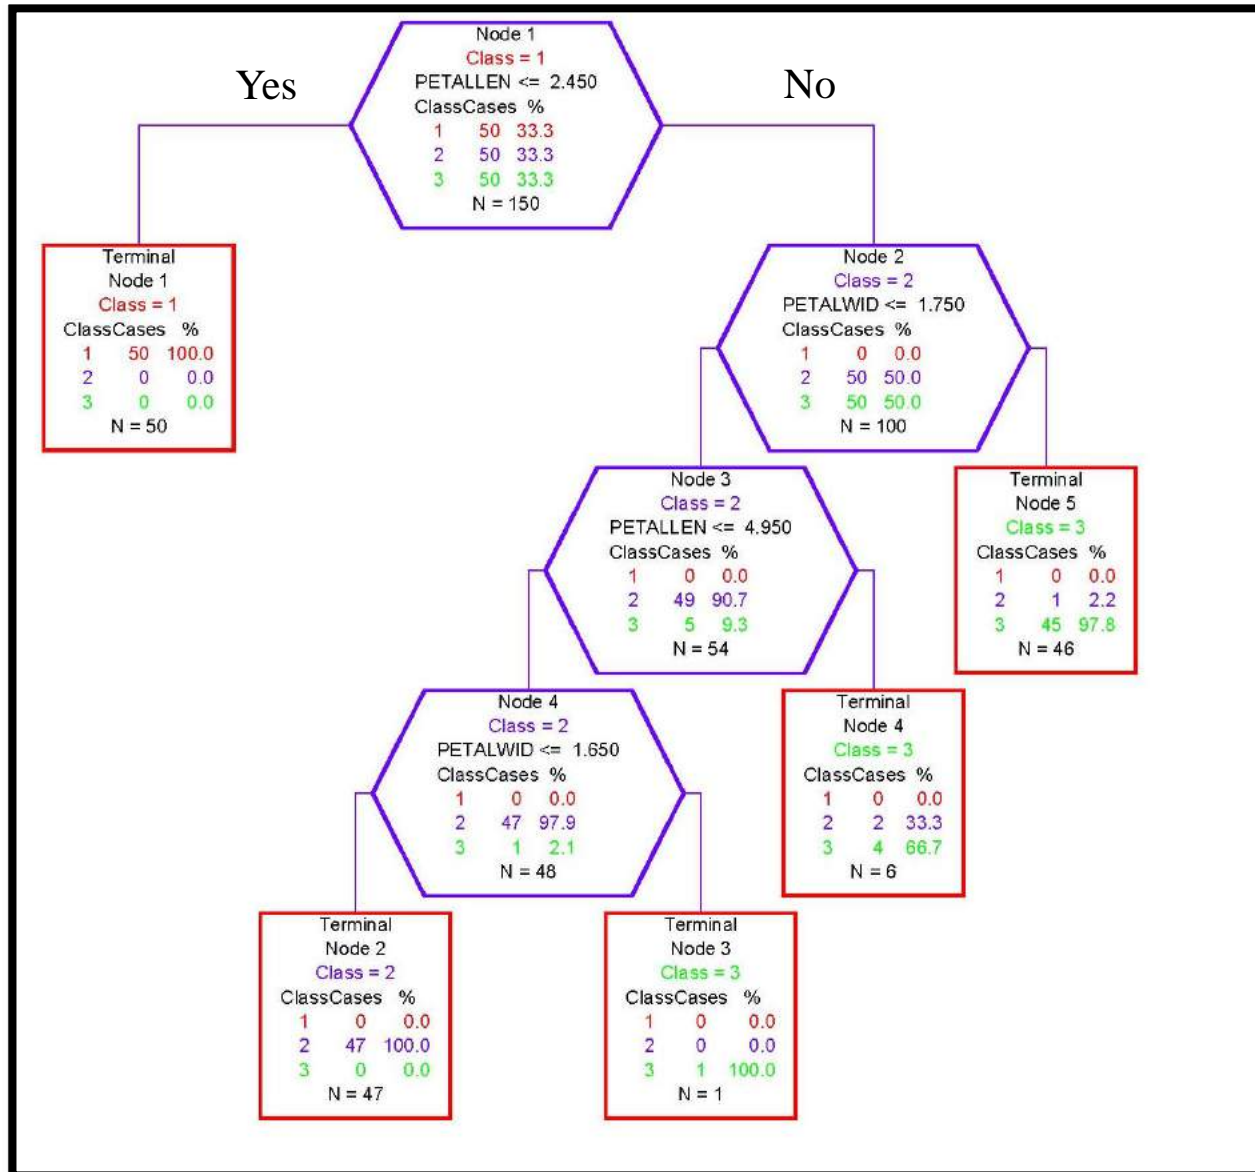 Node 1
Class = 1
PETALLEN <= 2.450
ClassCases %
1 50 33.3
2 50 33.3
3 50 33.3
N = 150
Yes
No
Terminal
Node 1
Class = 1
ClassCases %
1 50 100.0
2 0 0.0
3 0 0.0
N = 50
Node 2
Class = 2
PETALWID <= 1.750
ClassCases %
1 0 0.0
2 50 50.0
3 50 50.0
N = 100
Node 3
Class = 2
PETALLEN <= 4.950
ClassCases %
1 0 0.0
2 49 90.7
3 5 9.3
N = 54
Terminal
Node 5
Class = 3
ClassCases %
1 0 0.0
2 1 2.2
3 45 97.8
N = 46
Node 4
Class = 2
PETALWID <= 1.650
ClassCases %
1 0 0.0
2 47 97.9
3 1 2.1
N = 48
Terminal
Node 4
Class = 3
ClassCases %
1 0 0.0
2 2 33.3
3 4 66.7
N = 6
Terminal
Node 2
Class = 2
ClassCases %
1 0 0.0
2 47 100.0
3 0 0.0
N = 47
Terminal
Node 3
Class = 3
ClassCases %
1 0 0.0
2 0 0.0
3 1 100.0
N = 1